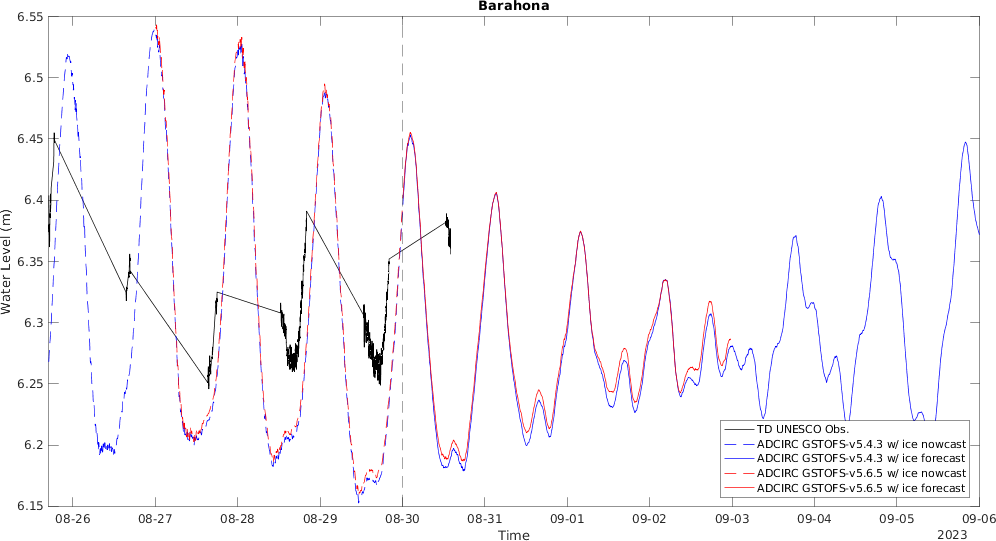 Barahona
6.55
6.5
6.45
6.4
6.35
6.3
6.25
6.2
6.15
Water Level (m)
08-26 08-27 08-28 08-29 08-30 08-31 09-01 09-02 09-03 09-04 09-05 09-06
Time
2023
TD UNESCO Obs.
ADCIRC GSTOFS-v5.4.3 w/ ice nowcast
ADCIRC GSTOFS-v5.4.3 w/ ice forecast
ADCIRC GSTOFS-v5.6.5 w/ ice nowcast
ADCIRC GSTOFS-v5.6.5 w/ ice forecast